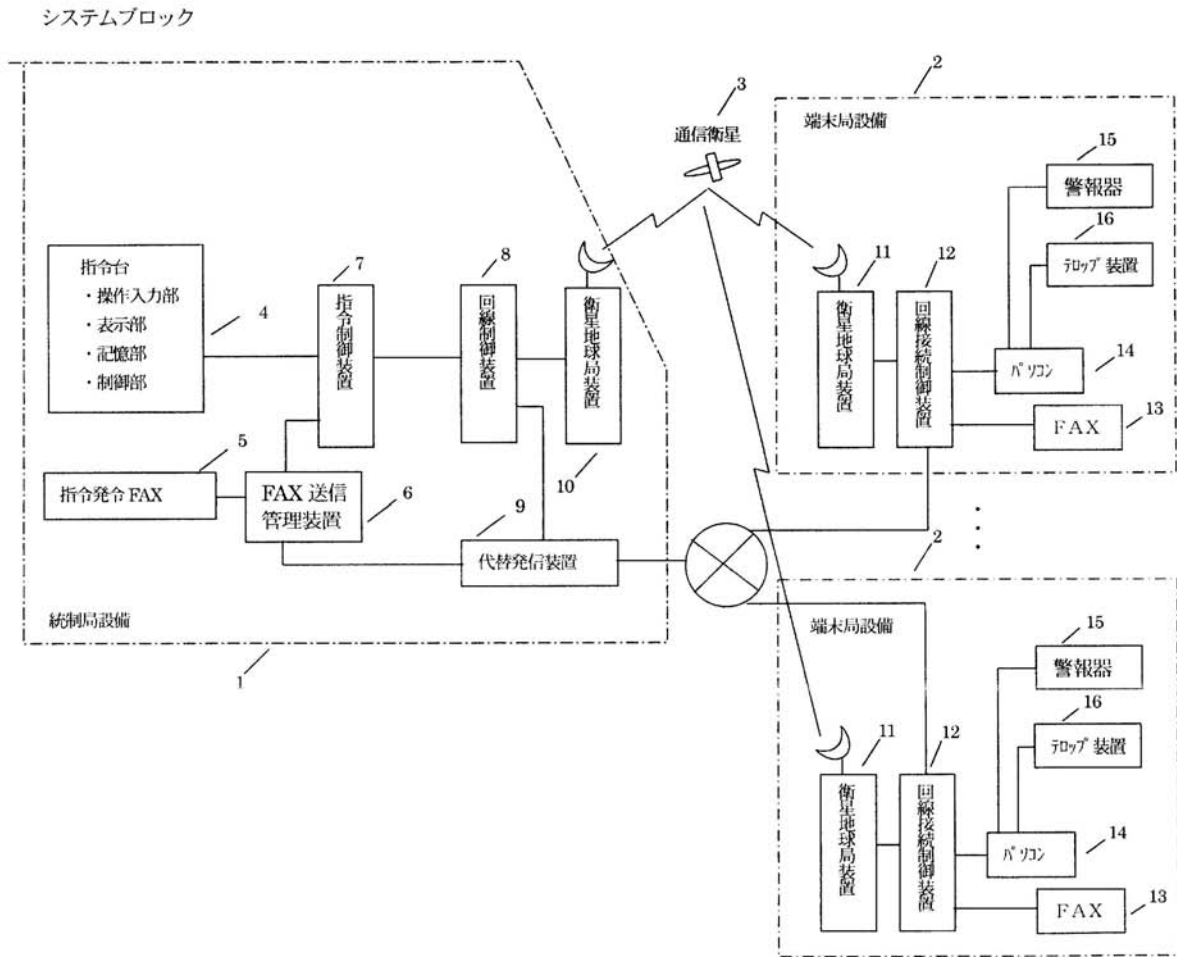 システムブロック
3
通信衛星
2
端末局設備
15
警報器
16
ﾃﾛｯﾌﾟ装置
11
12
衛星地球局装置
回線接続制御装置
14
パソコン
13
FAX
指令台
・操作入力部
・表示部
・記憶部
・制御部
4
7
指令制御装置
8
回線制御装置
衛星地球局装置
10
5
指令発令 FAX
FAX 送信
管理装置
6
9
代替発信装置
統制局設備
1
・
・
・
2
端末局設備
15
警報器
16
ﾃﾛｯﾌﾟ装置
11
12
衛星地球局装置
回線接続制御装置
14
パソコン
13
FAX